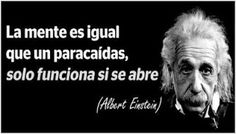 La mente es igual
que un paracaídas,
solo funciona si se abre
(Albert Einstein)